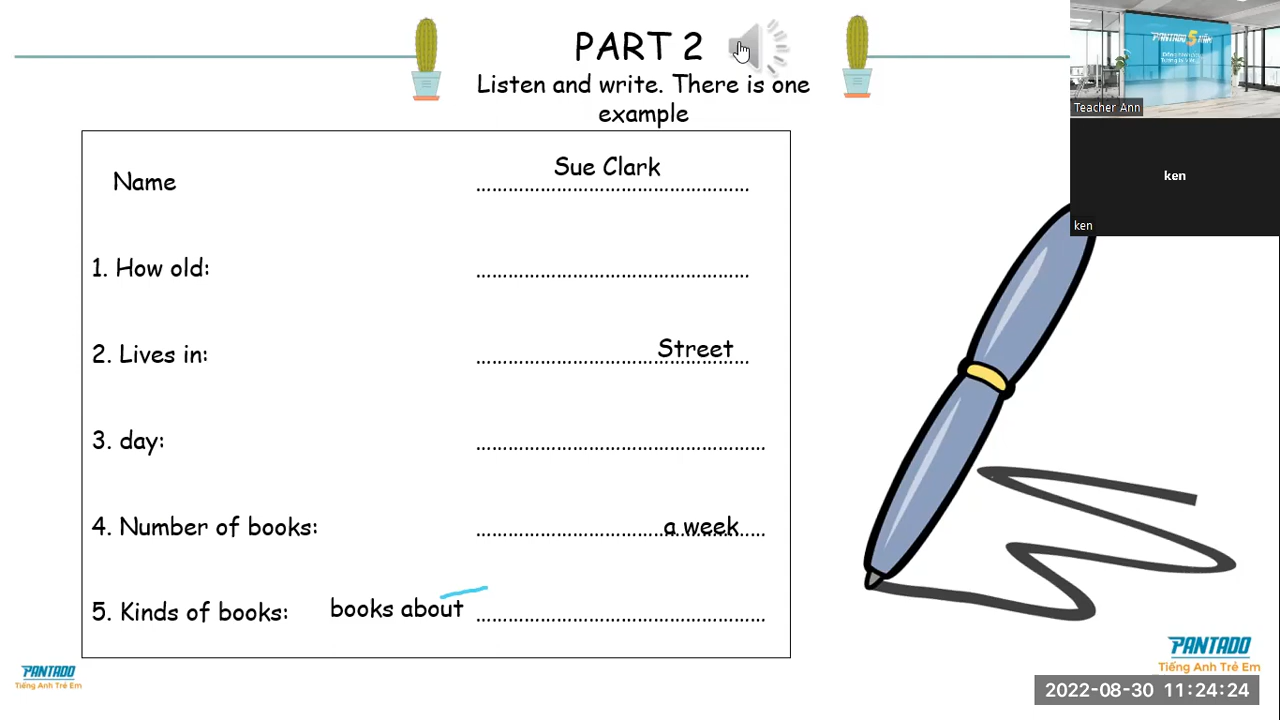 PART 2
Listen and write. There is one
example
Name
Sue Clark
1. How old:
2. Lives in:
Street
3. day:
4. Number of books:
a week
5. Kinds of books:
books about
PANTADO
Tiếng Anh Trẻ Em
PANTADO
Tiếng Anh Trẻ Em
PANTADO 5
Teacher Ann
ken
ken
2022-08-30 11:24:24